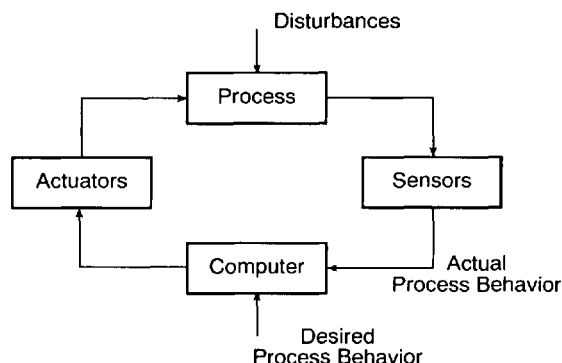 Disturbances
Process
Actuators
Sensors
Computer
Actual
Process Behavior
Desired
Process Behavior